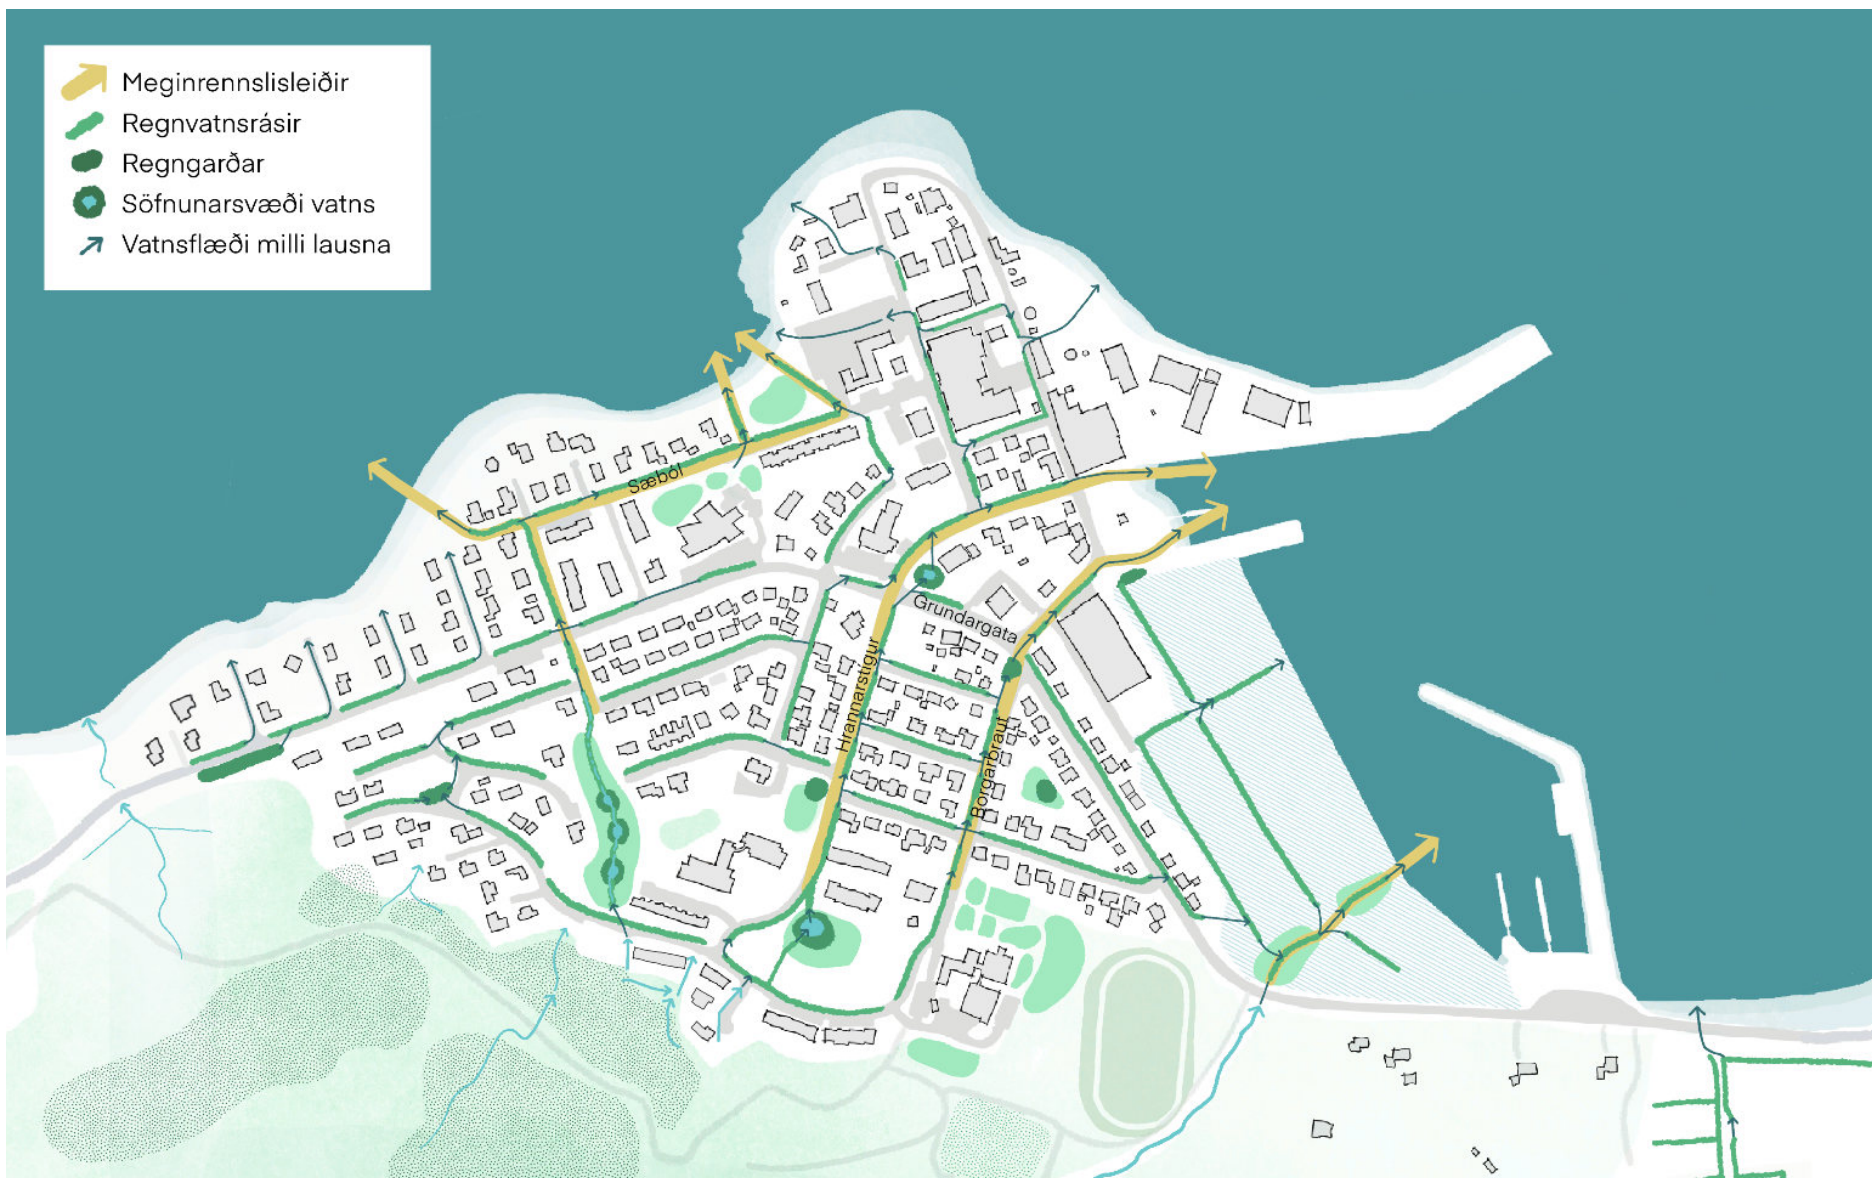 Meginrennslisleiðir
Regnvatnsrásir
Regngarðar
Söfnunarsvæði vatns
Vatnsflæði milli lausna
Sæból
Grundargata
Hrannarstígur
Borgarbraut